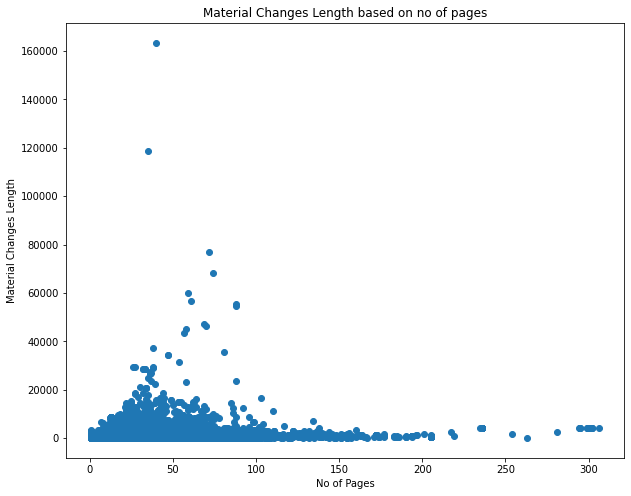 Material Changes Length based on no of pages
160000
140000
120000
100000
80000
60000
40000
20000
0
Material Changes Length
0 50 100 150 200 250 300
No of Pages